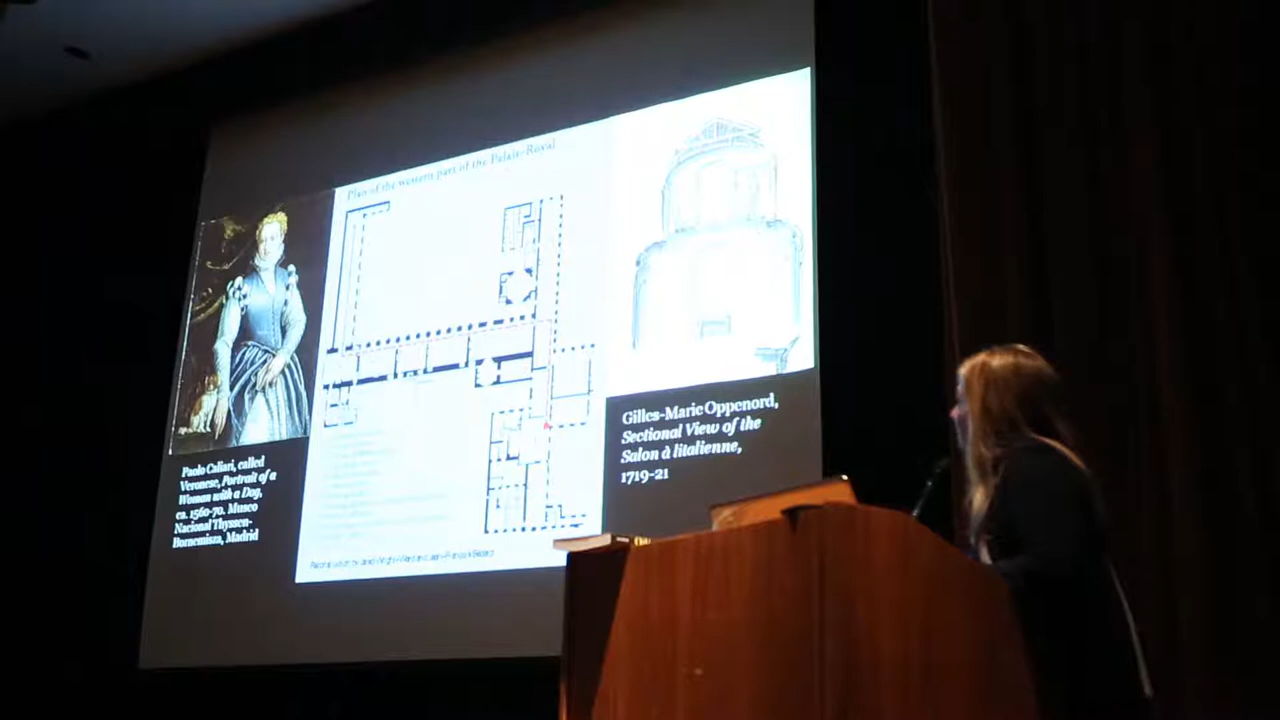 Plan of the western part of the Palais-Royal
Paolo Caliari, called
Veronese, Portrait of a
Woman with a Dog,
ca. 1560-70. Museo
Nacional Thyssen-
Bornemisza, Madrid
Gilles-Marie Oppenord,
Sectional View of the
Salon à litalienne,
1719-21